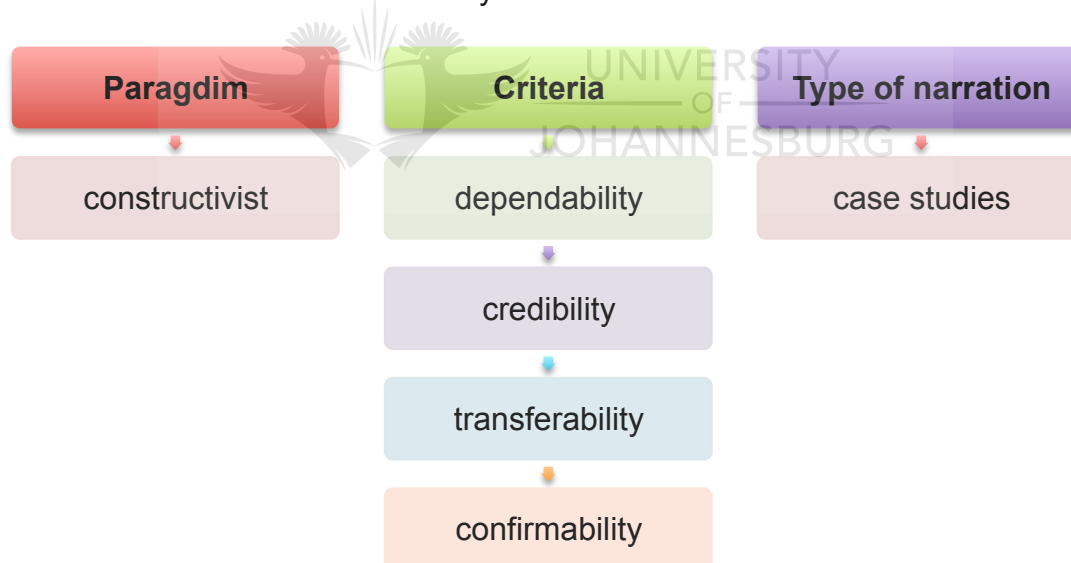 UNIVERSITY
OF
JOHANNESBURG
Paragdim
constructivist
Criteria
dependability
credibility
transferability
confirmability
Type of narration
case studies